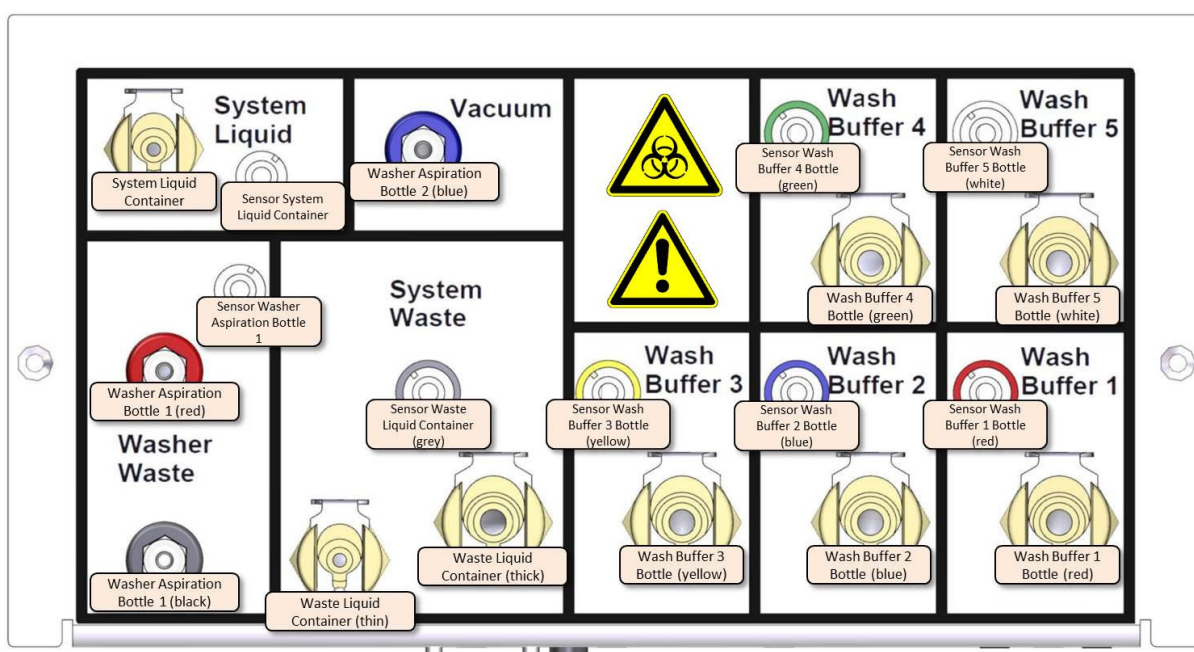 System
Liquid
System Liquid
Container
Sensor System
Liquid Container
Vacuum
Washer Aspiration
Bottle 2 (blue)
Wash
Buffer 4
Sensor Wash
Buffer 4 Bottle
(green)
Wash Buffer 4
Bottle (green)
Wash
Buffer 5
Sensor Wash
Buffer 5 Bottle
(white)
Wash Buffer 5
Bottle (white)
Sensor Washer
Aspiration Bottle
1
Washer Aspiration
Bottle 1 (red)
Washer
Waste
Washer Aspiration
Bottle 1 (black)
System
Waste
Sensor Waste
Liquid Container
(grey)
Waste Liquid
Container (thick)
Waste Liquid
Container (thin)
Wash
Buffer 3
Sensor Wash
Buffer 3 Bottle
(yellow)
Wash Buffer 3
Bottle (yellow)
Wash
Buffer 2
Sensor Wash
Buffer 2 Bottle
(blue)
Wash Buffer 2
Bottle (blue)
Wash
Buffer 1
Sensor Wash
Buffer 1 Bottle
(red)
Wash Buffer 1
Bottle (red)